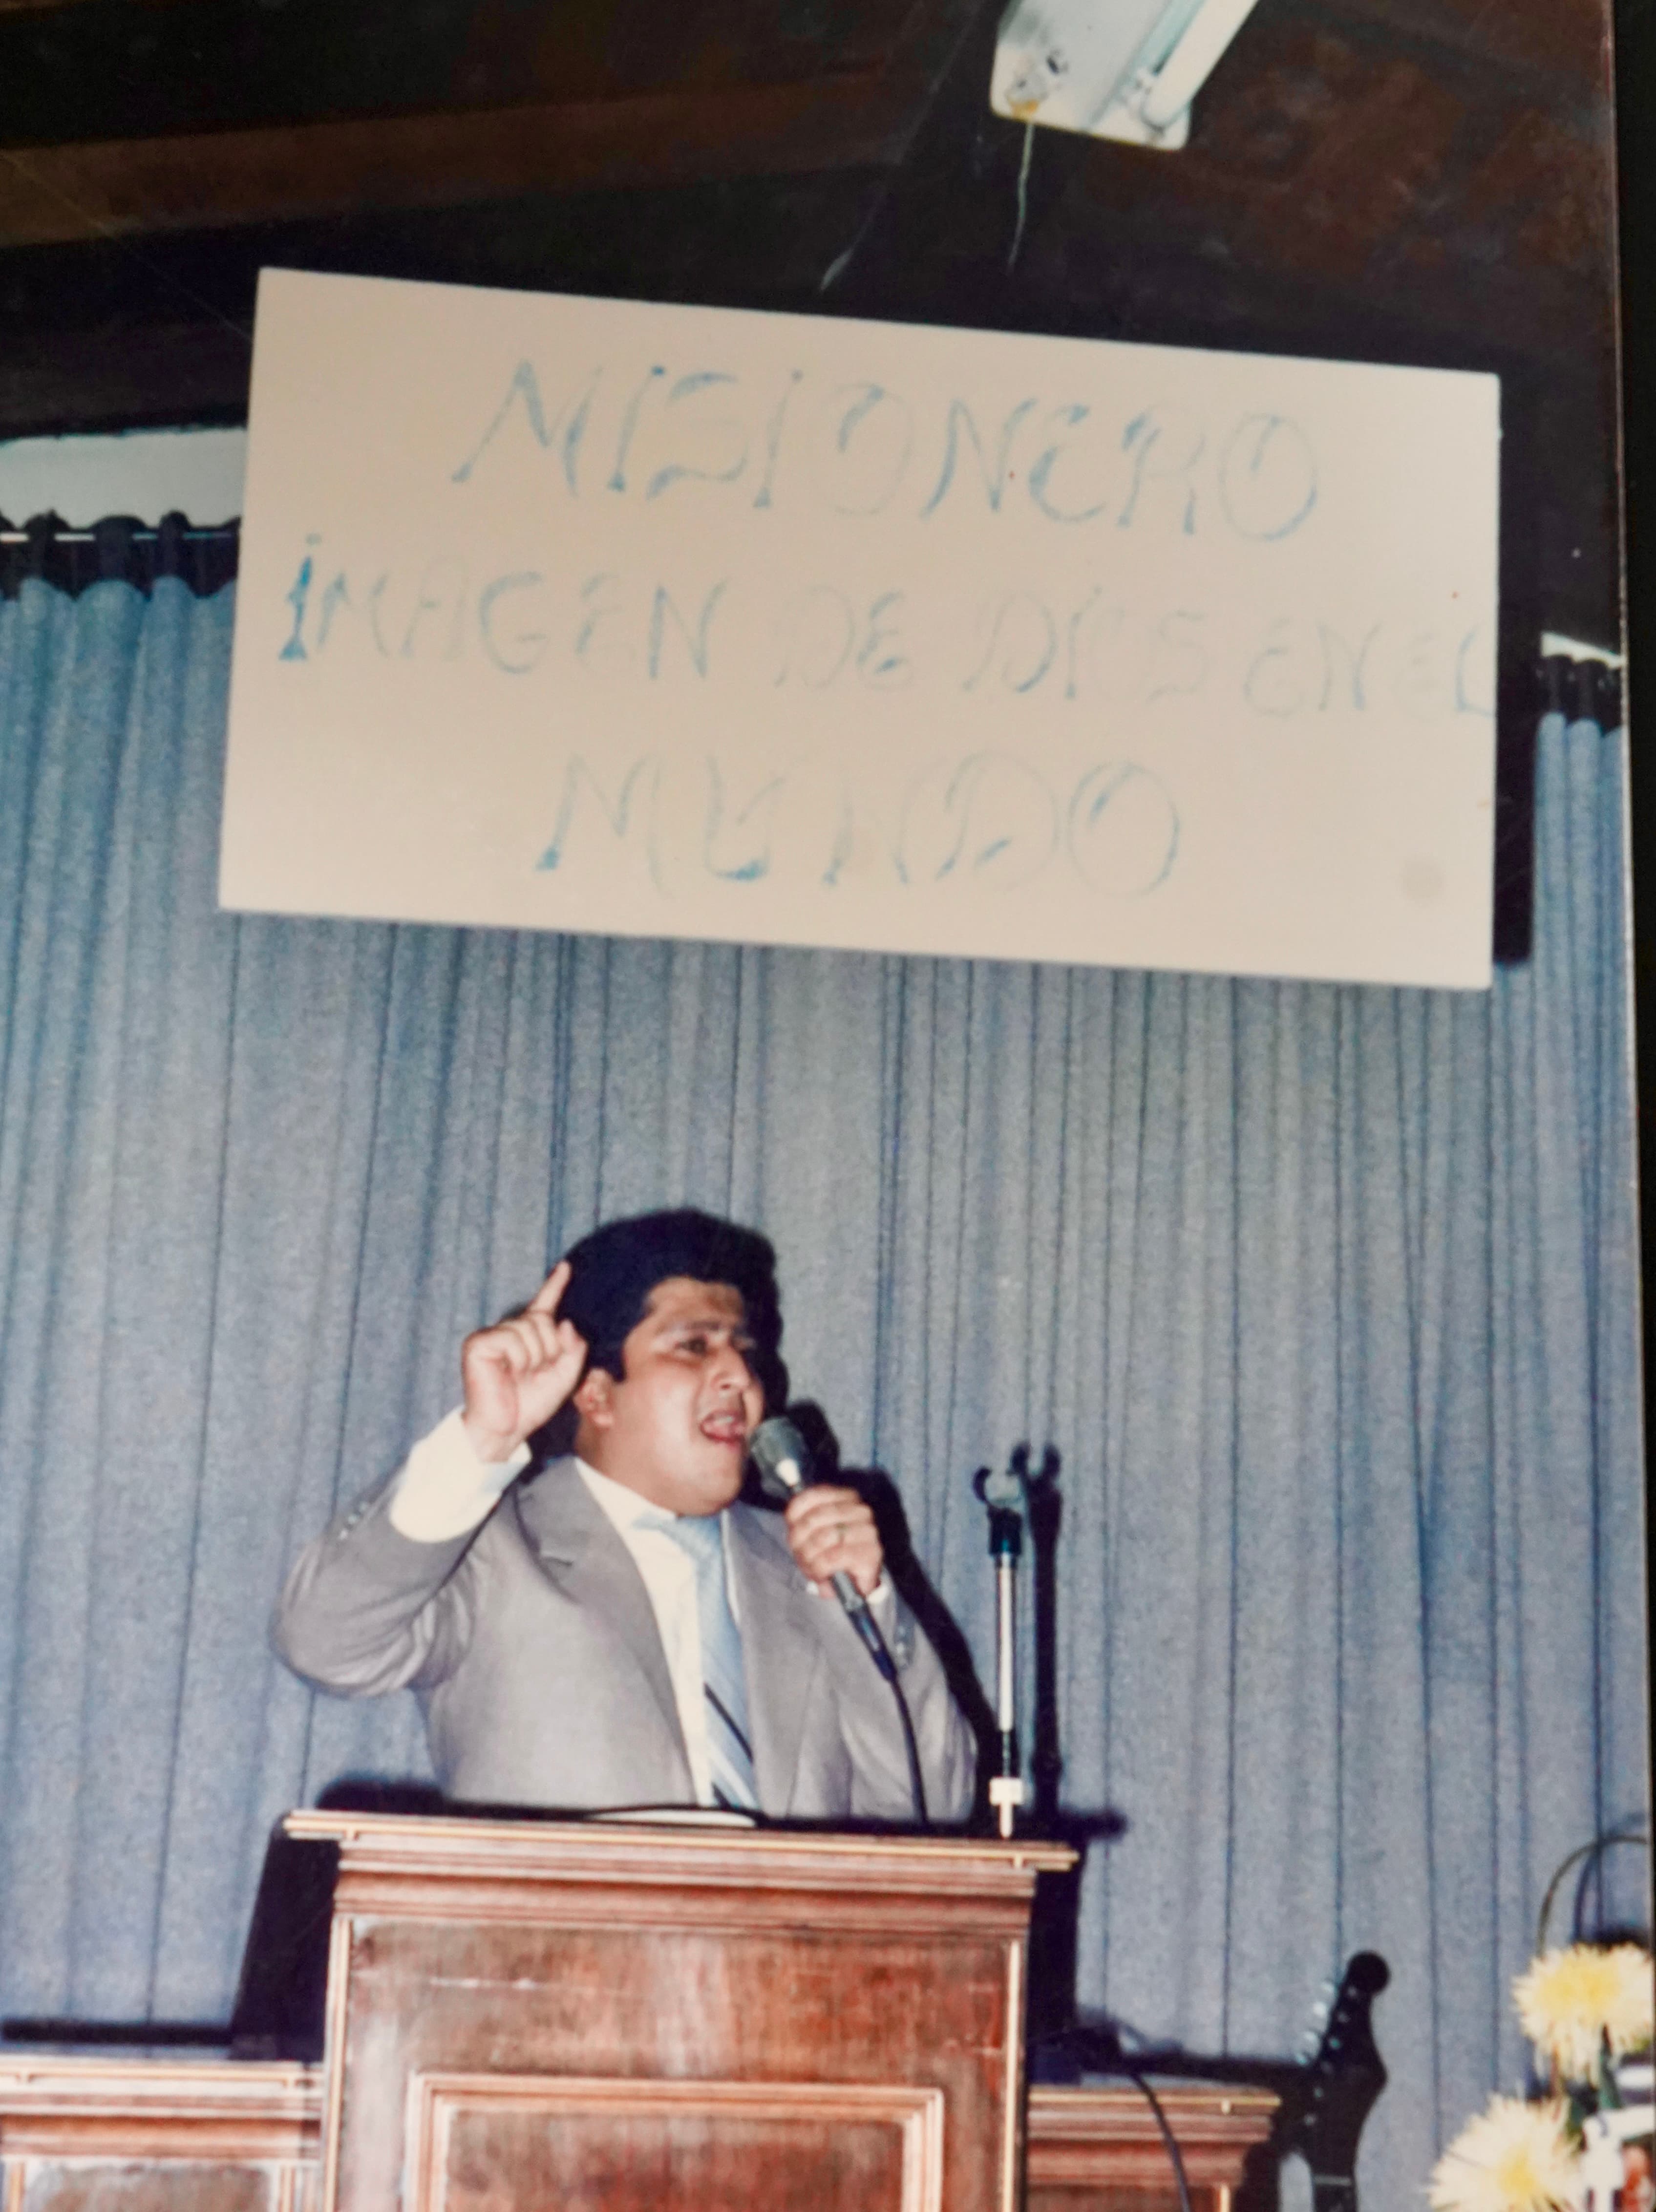 MISIONERO
IMAGEN DE DIOS EN EL
MUNDO